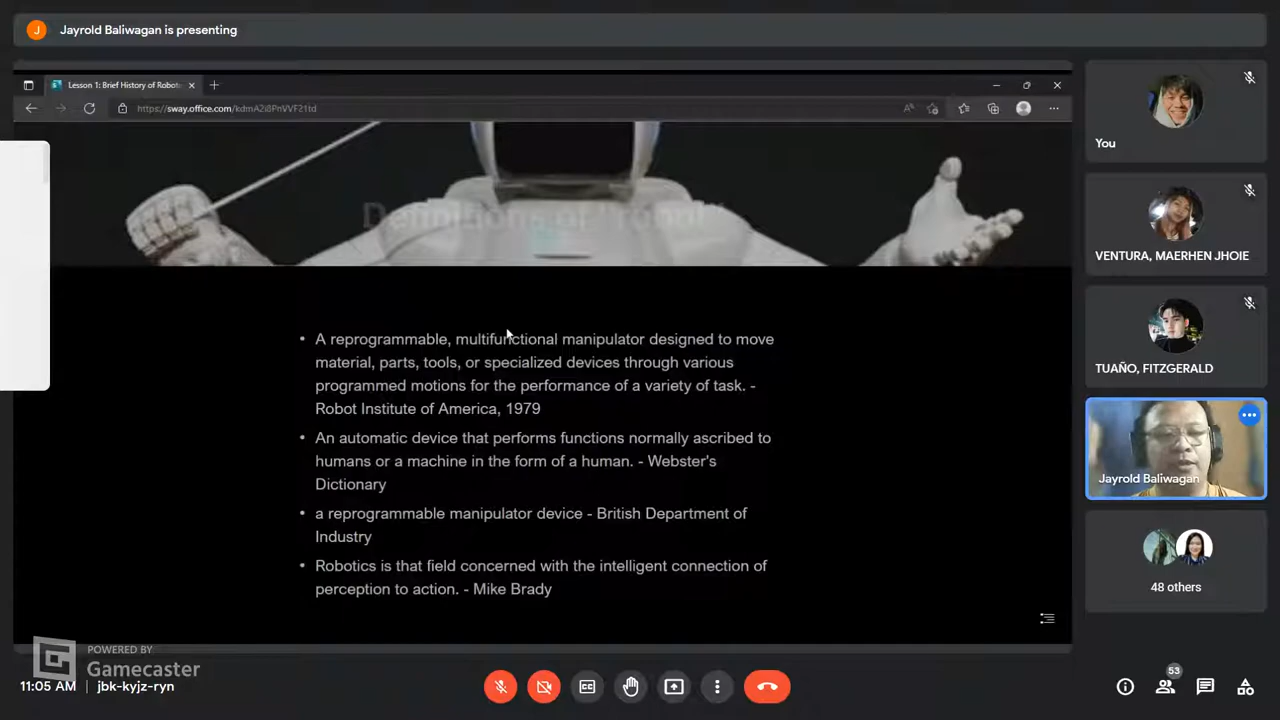 J
Jayrold Baliwagan is presenting
Lesson 1: Brief History of Robot
https://sway.office.com/kdmA2i8PnVVF21td
Definitions of "robot"
• A reprogrammable, multifunctional manipulator designed to move
material, parts, tools, or specialized devices through various
programmed motions for the performance of a variety of task. -
Robot Institute of America, 1979
• An automatic device that performs functions normally ascribed to
humans or a machine in the form of a human. - Webster's
Dictionary
• a reprogrammable manipulator device - British Department of
Industry
• Robotics is that field concerned with the intelligent connection of
perception to action. - Mike Brady
You
VENTURA, MAERHEN JHOIE
TUAÑO, FITZGERALD
Jayrold Baliwagan
48 others
POWERED BY
Gamecaster
11:05 AM | jbk-kyjz-ryn
53